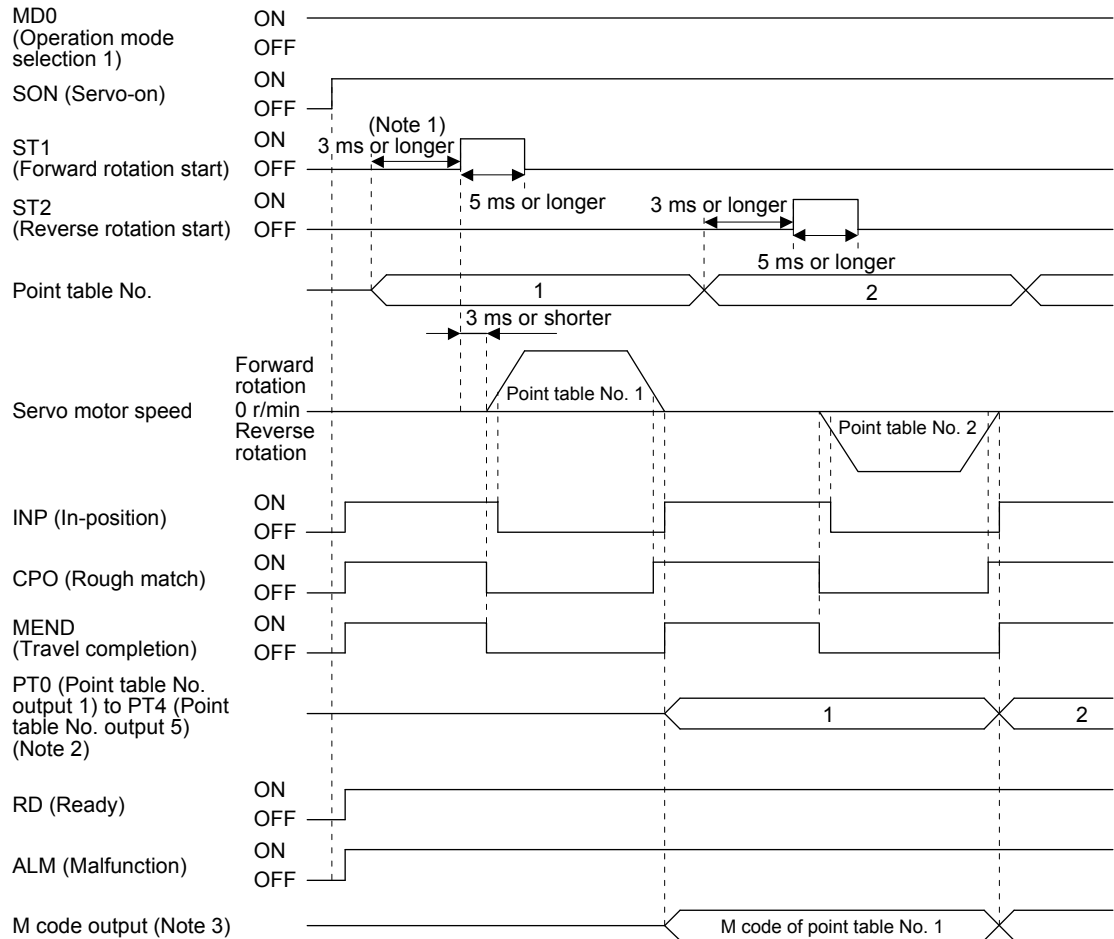 MD0
(Operation mode
selection 1)
ON
OFF
SON (Servo-on)
ON
OFF
ST1
(Forward rotation start)
ON
OFF
(Note 1)
3 ms or longer
5 ms or longer
ST2
(Reverse rotation start)
ON
OFF
3 ms or longer
5 ms or longer
Point table No.
1
2
3 ms or shorter
Servo motor speed
Forward
rotation
0 r/min
Reverse
rotation
Point table No. 1
Point table No. 2
INP (In-position)
ON
OFF
CPO (Rough match)
ON
OFF
MEND
(Travel completion)
ON
OFF
PT0 (Point table No.
output 1) to PT4 (Point
table No. output 5)
(Note 2)
1
2
RD (Ready)
ON
OFF
ALM (Malfunction)
ON
OFF
M code output (Note 3)
M code of point table No. 1